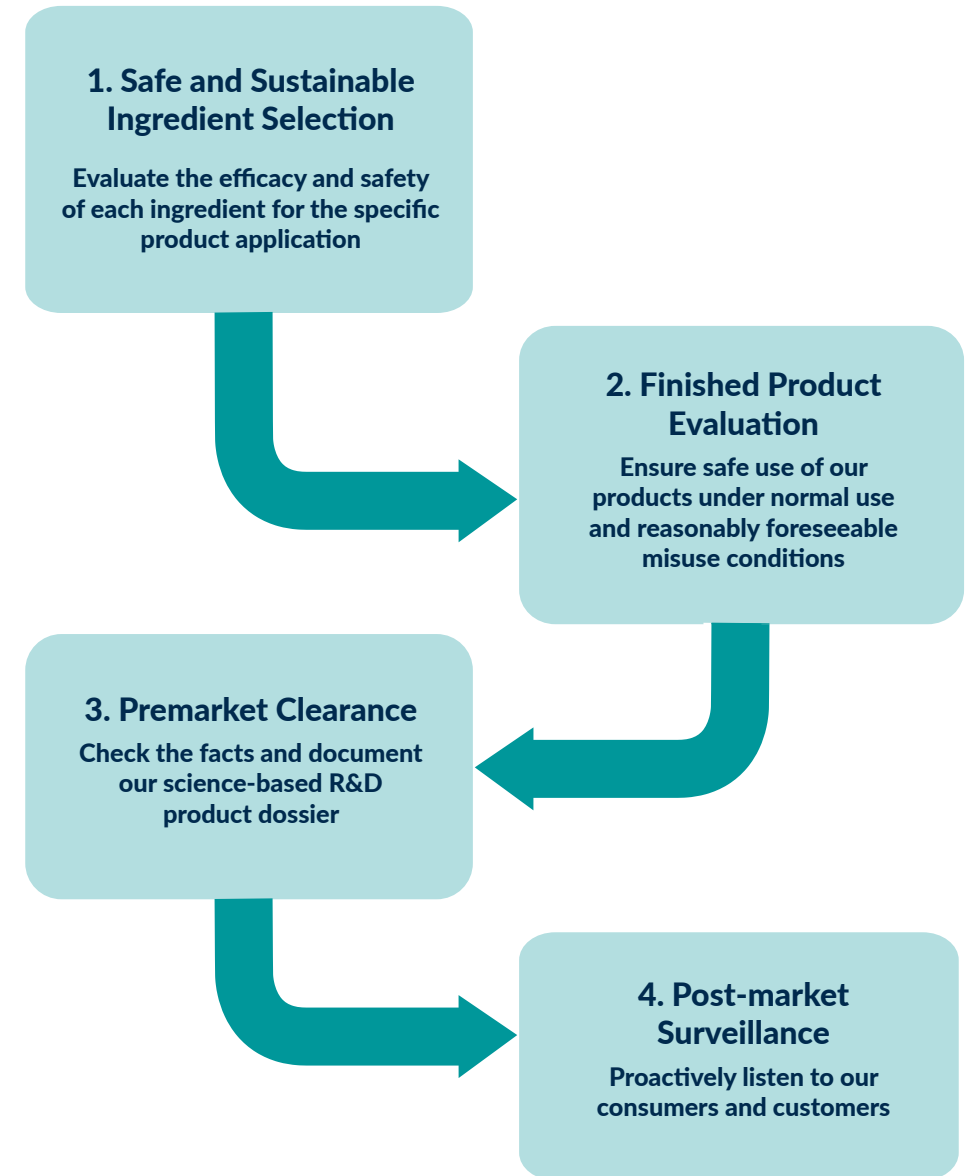 1. Safe and Sustainable
Ingredient Selection
Evaluate the efficacy and safety
of each ingredient for the specific
product application
2. Finished Product
Evaluation
Ensure safe use of our
products under normal use
and reasonably foreseeable
misuse conditions
3. Premarket Clearance
Check the facts and document
our science-based R&D
product dossier
4. Post-market
Surveillance
Proactively listen to our
consumers and customers